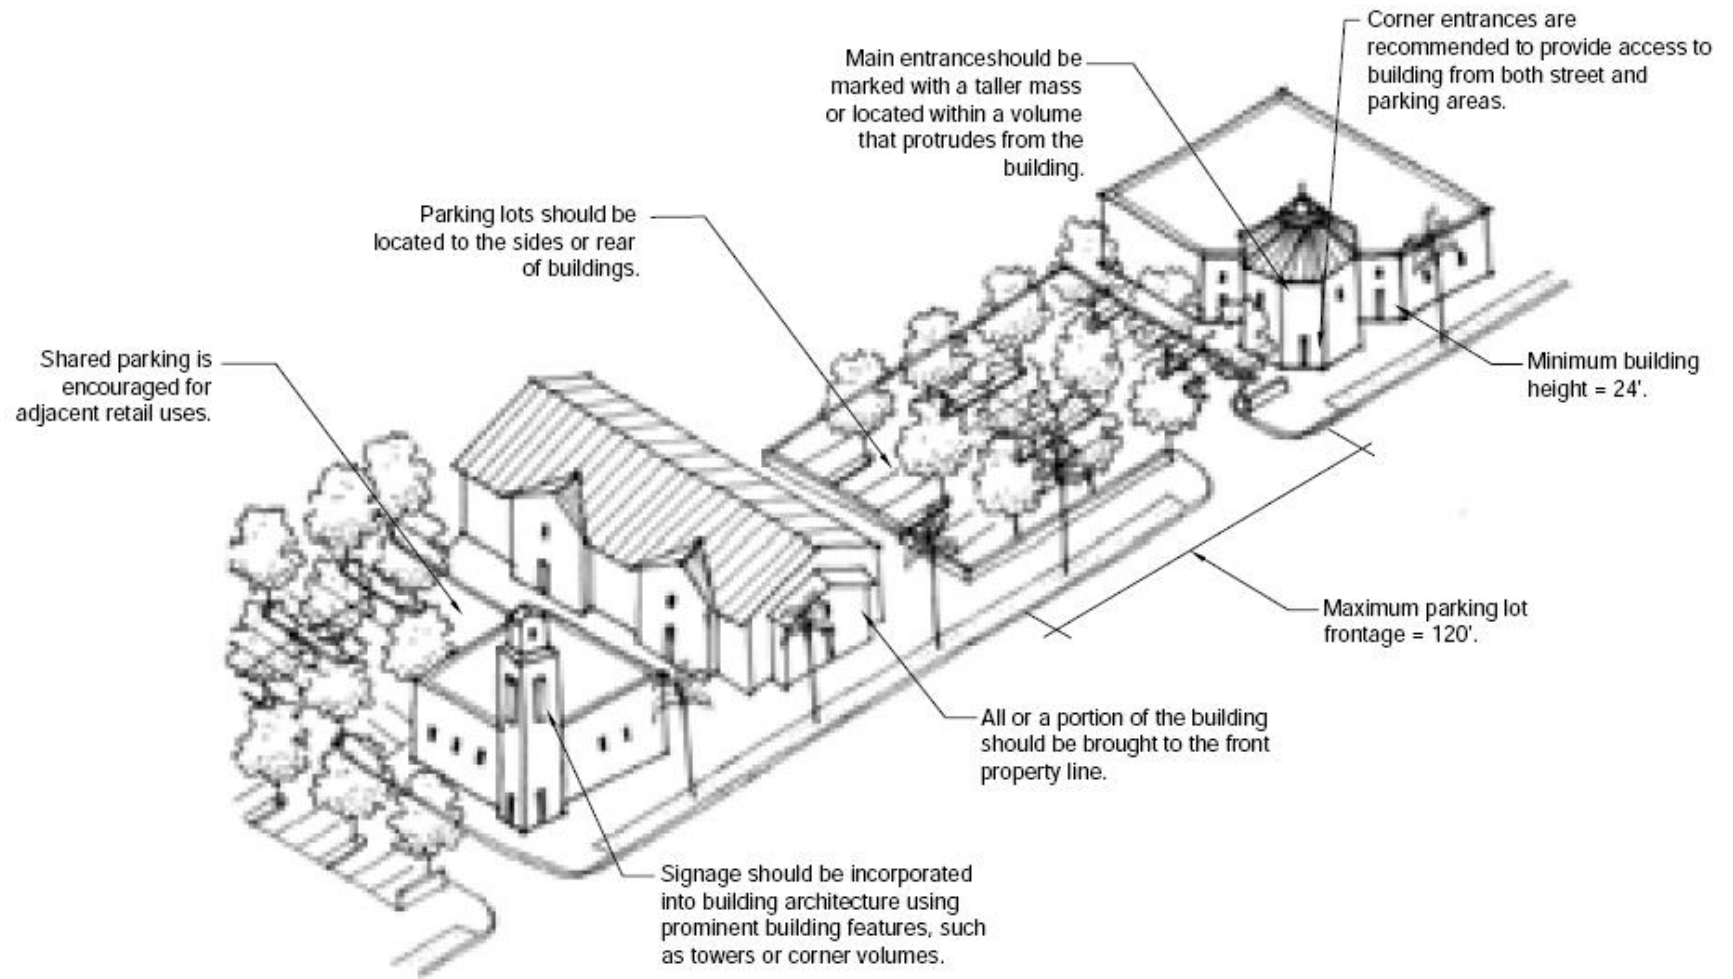 Corner entrances are
recommended to provide access to
building from both street and
parking areas.
Main entranceshould be
marked with a taller mass
or located within a volume
that protrudes from the
building.
Parking lots should be
located to the sides or rear
of buildings.
Shared parking is
encouraged for
adjacent retail uses.
Minimum building
height = 24'.
Maximum parking lot
frontage = 120'.
All or a portion of the building
should be brought to the front
property line.
Signage should be incorporated
into building architecture using
prominent building features, such
as towers or corner volumes.